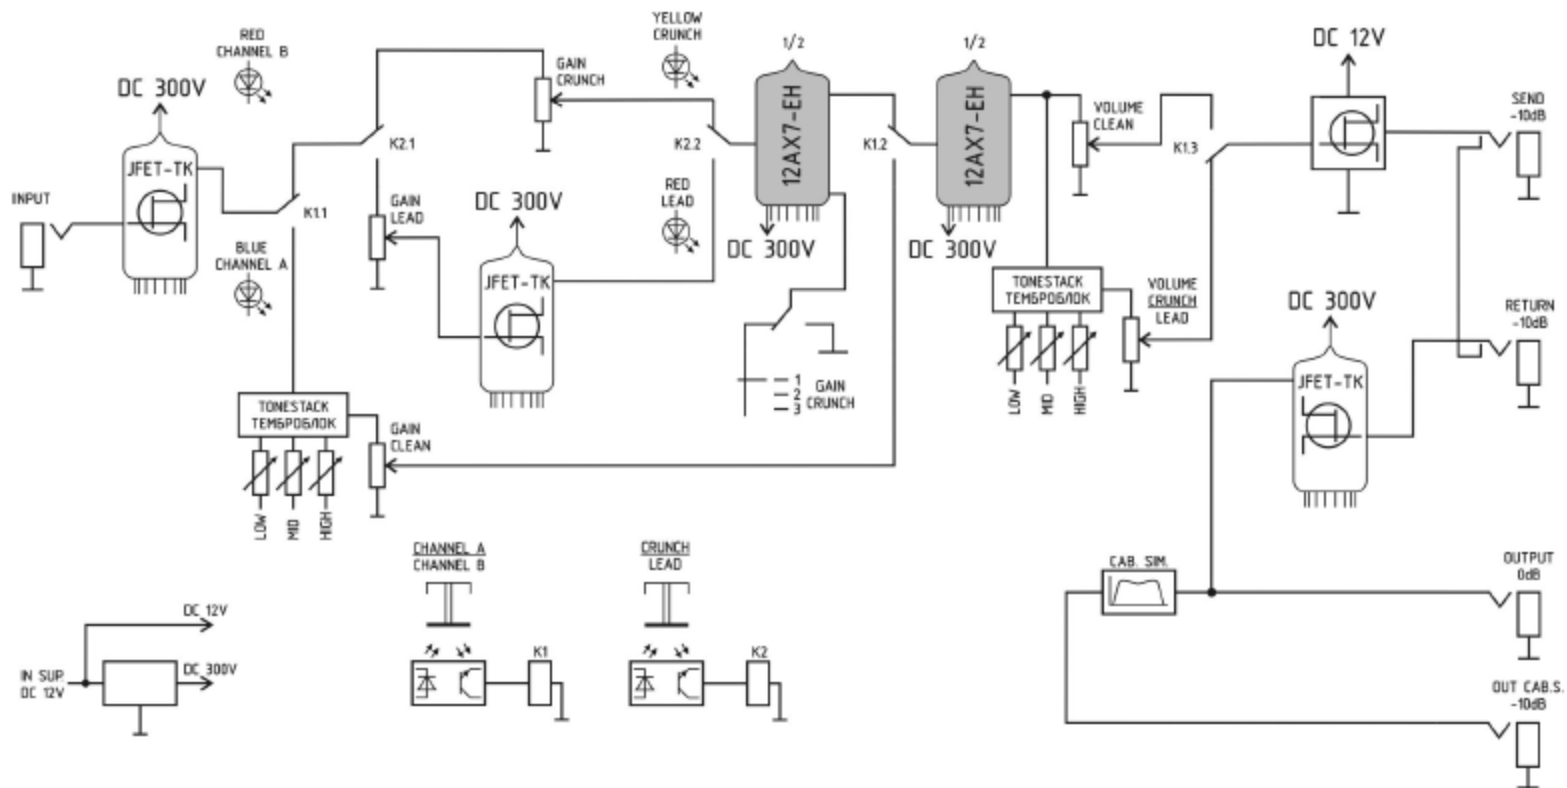 RED
CHANNEL B
YELLOW
CRUNCH
1/2
1/2
DC 12V
DC 300V
GAIN
CRUNCH
12AX7-EH
12AX7-EH
VOLUME
CLEAN
SEND
-10dB
JFET-TK
K2.1
K2.2
K1.2
K1.3
INPUT
K1.1
GAIN
LEAD
DC 300V
RED
LEAD
DC 300V
DC 300V
BLUE
CHANNEL A
JFET-TK
TONESTACK
ТЕМБРОБЛОК
VOLUME
CRUNCH
LEAD
DC 300V
RETURN
-10dB
LOW
MID
HIGH
1
2
3
GAIN
CRUNCH
JFET-TK
TONESTACK
ТЕМБРОБЛОК
GAIN
CLEAN
LOW
MID
HIGH
CHANNEL A
CHANNEL B
CRUNCH
LEAD
CAB. SIM.
OUTPUT
0dB
DC 12V
IN SUP.
DC 12V
DC 300V
K1
K2
OUT CAB.S.
-10dB